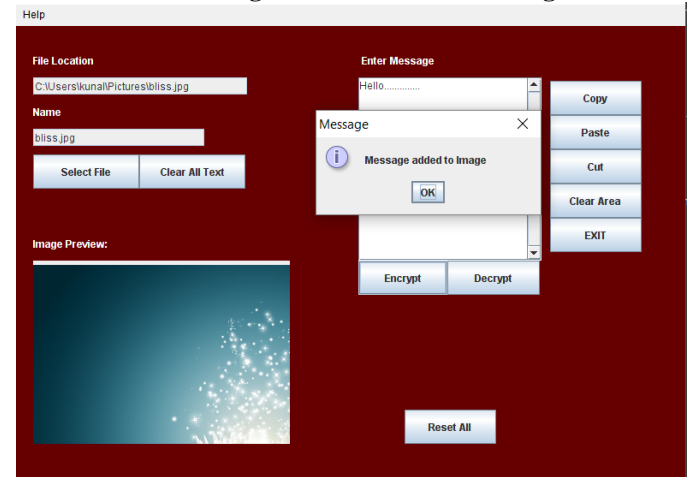 Help
File Location
C:\Users\kunal\Pictures\bliss.jpg
Name
bliss.jpg
Select File
Clear All Text
Image Preview:
Enter Message
Hello.............
Message
Message added to Image
OK
Encrypt
Decrypt
Copy
Paste
Cut
Clear Area
EXIT
Reset All